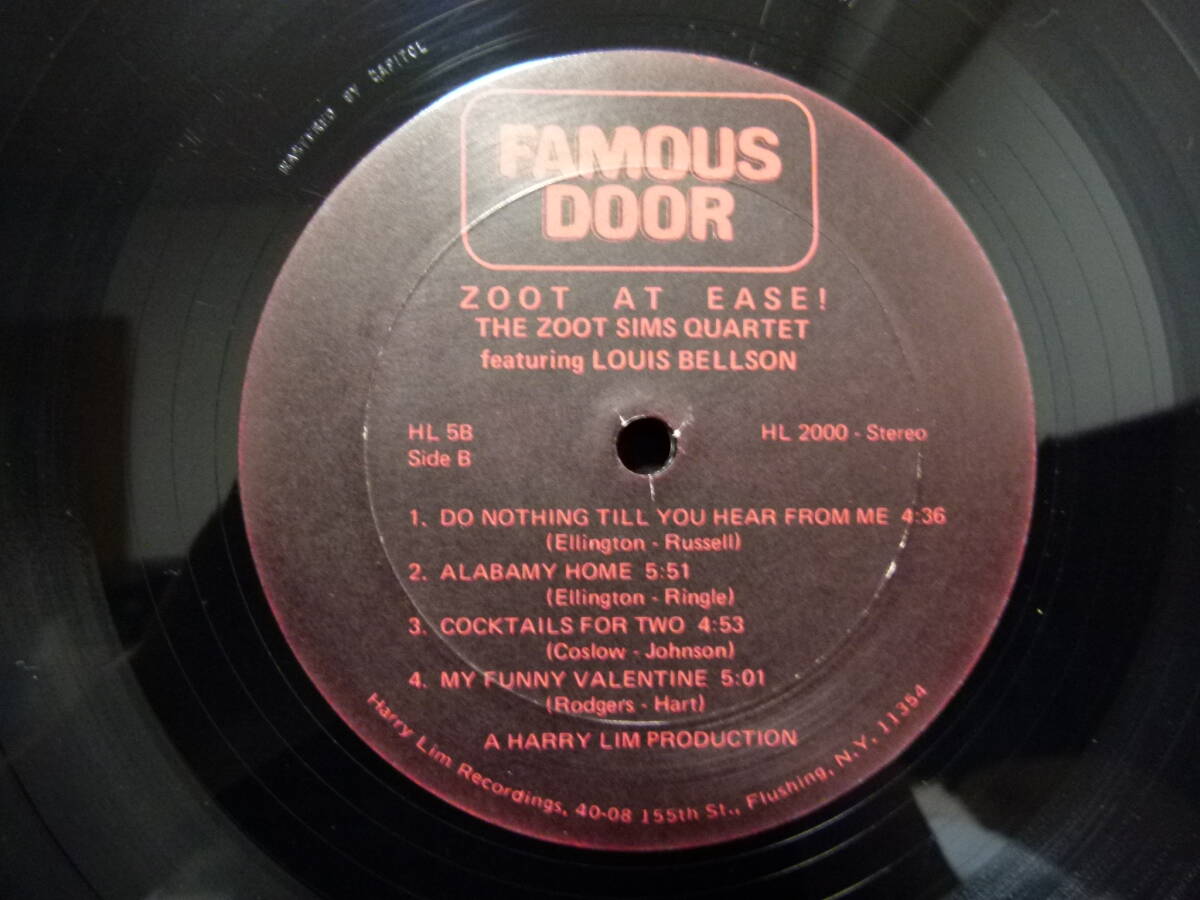 MASTERED BY CAPITOL
FAMOUS
DOOR
ZOOT AT EASE!
THE ZOOT SIMS QUARTET
featuring LOUIS BELLSON
HL 5B
Side B
HL 2000 - Stereo
1. DO NOTHING TILL YOU HEAR FROM ME 4:36
(Ellington - Russell)
2. ALABAMY HOME 5:51
(Ellington - Ringle)
3. COCKTAILS FOR TWO 4:53
(Coslow - Johnson)
4. MY FUNNY VALENTINE 5:01
(Rodgers - Hart)
A HARRY LIM PRODUCTION
Harry Lim Recordings, 40-08 155th St., Flushing, N.Y. 11354